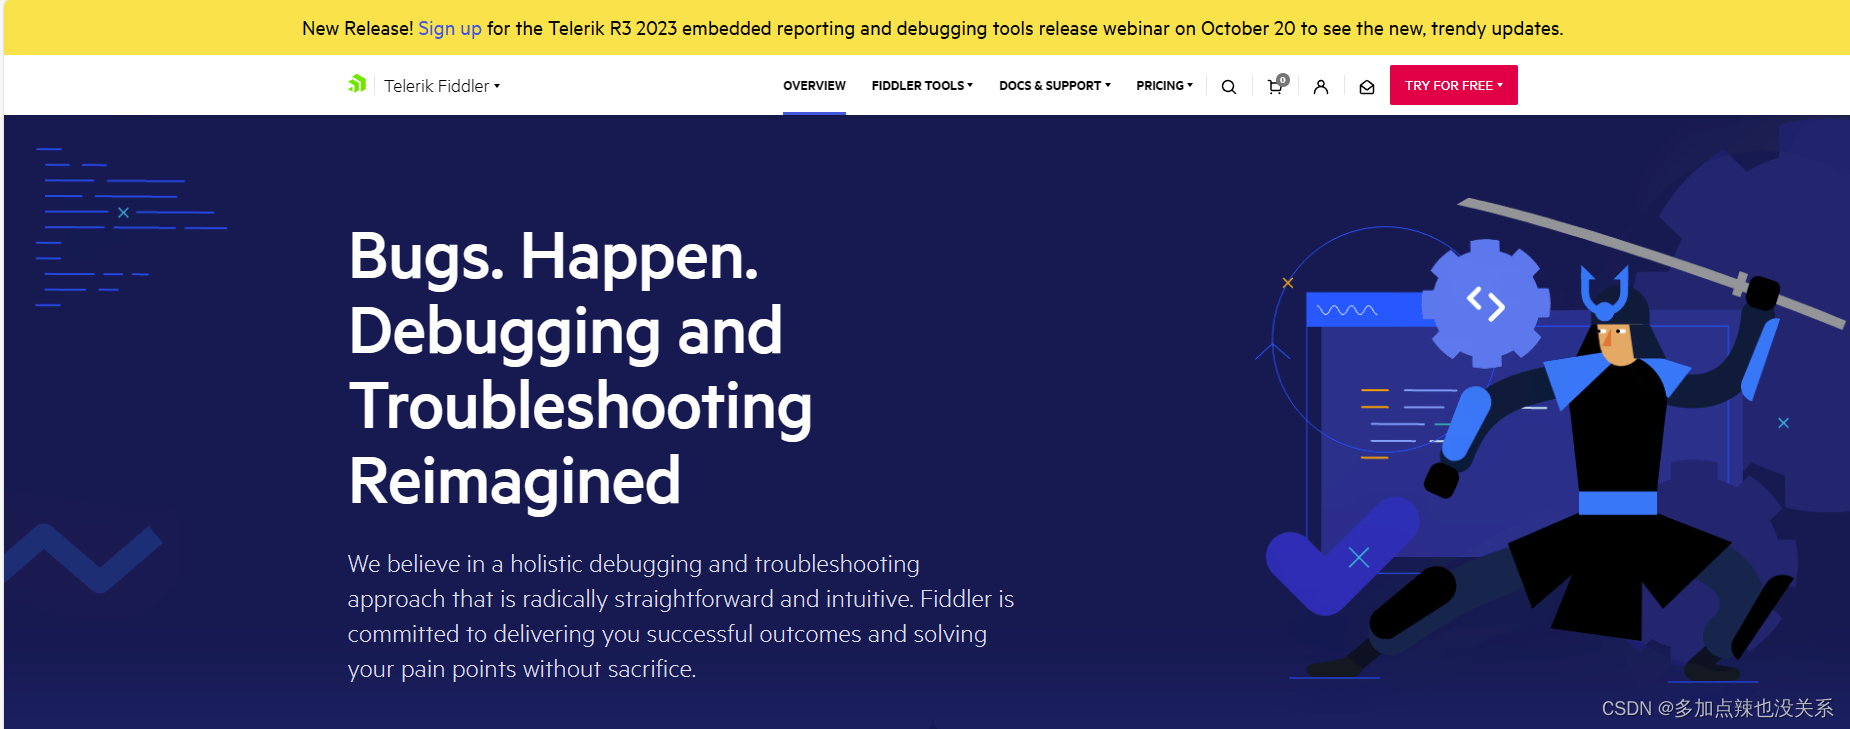 New Release! Sign up for the Telerik R3 2023 embedded reporting and debugging tools release webinar on October 20 to see the new, trendy updates.
Telerik Fiddler OVERVIEW FIDDLER TOOLS DOCS & SUPPORT PRICING 0 TRY FOR FREE
Bugs. Happen.
Debugging and
Troubleshooting
Reimagined
We believe in a holistic debugging and troubleshooting
approach that is radically straightforward and intuitive. Fiddler is
committed to delivering you successful outcomes and solving
your pain points without sacrifice.
CSDN @多加点辣也没关系